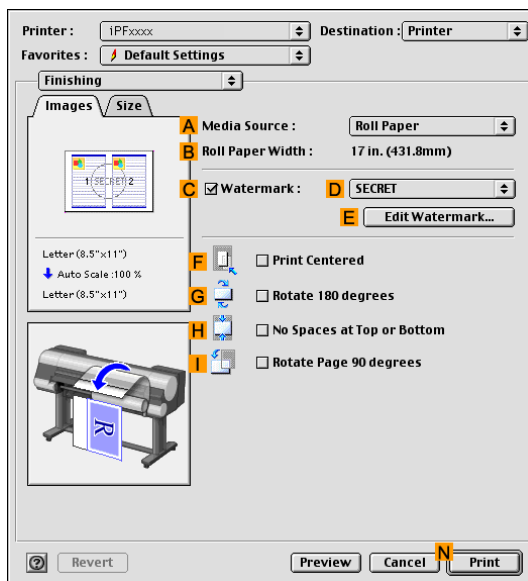 Printer : iPFxxxx Destination : Printer
Favorites : Default Settings
Finishing
Images Size
A Media Source : Roll Paper
B Roll Paper Width : 17 in. (431.8mm)
1 SECRET 2
C Watermark : D SECRET
E Edit Watermark...
Letter (8.5"x11")
Auto Scale :100 %
Letter (8.5"x11")
F Print Centered
G Rotate 180 degrees
H No Spaces at Top or Bottom
I Rotate Page 90 degrees
R
N
? Revert Preview Cancel Print